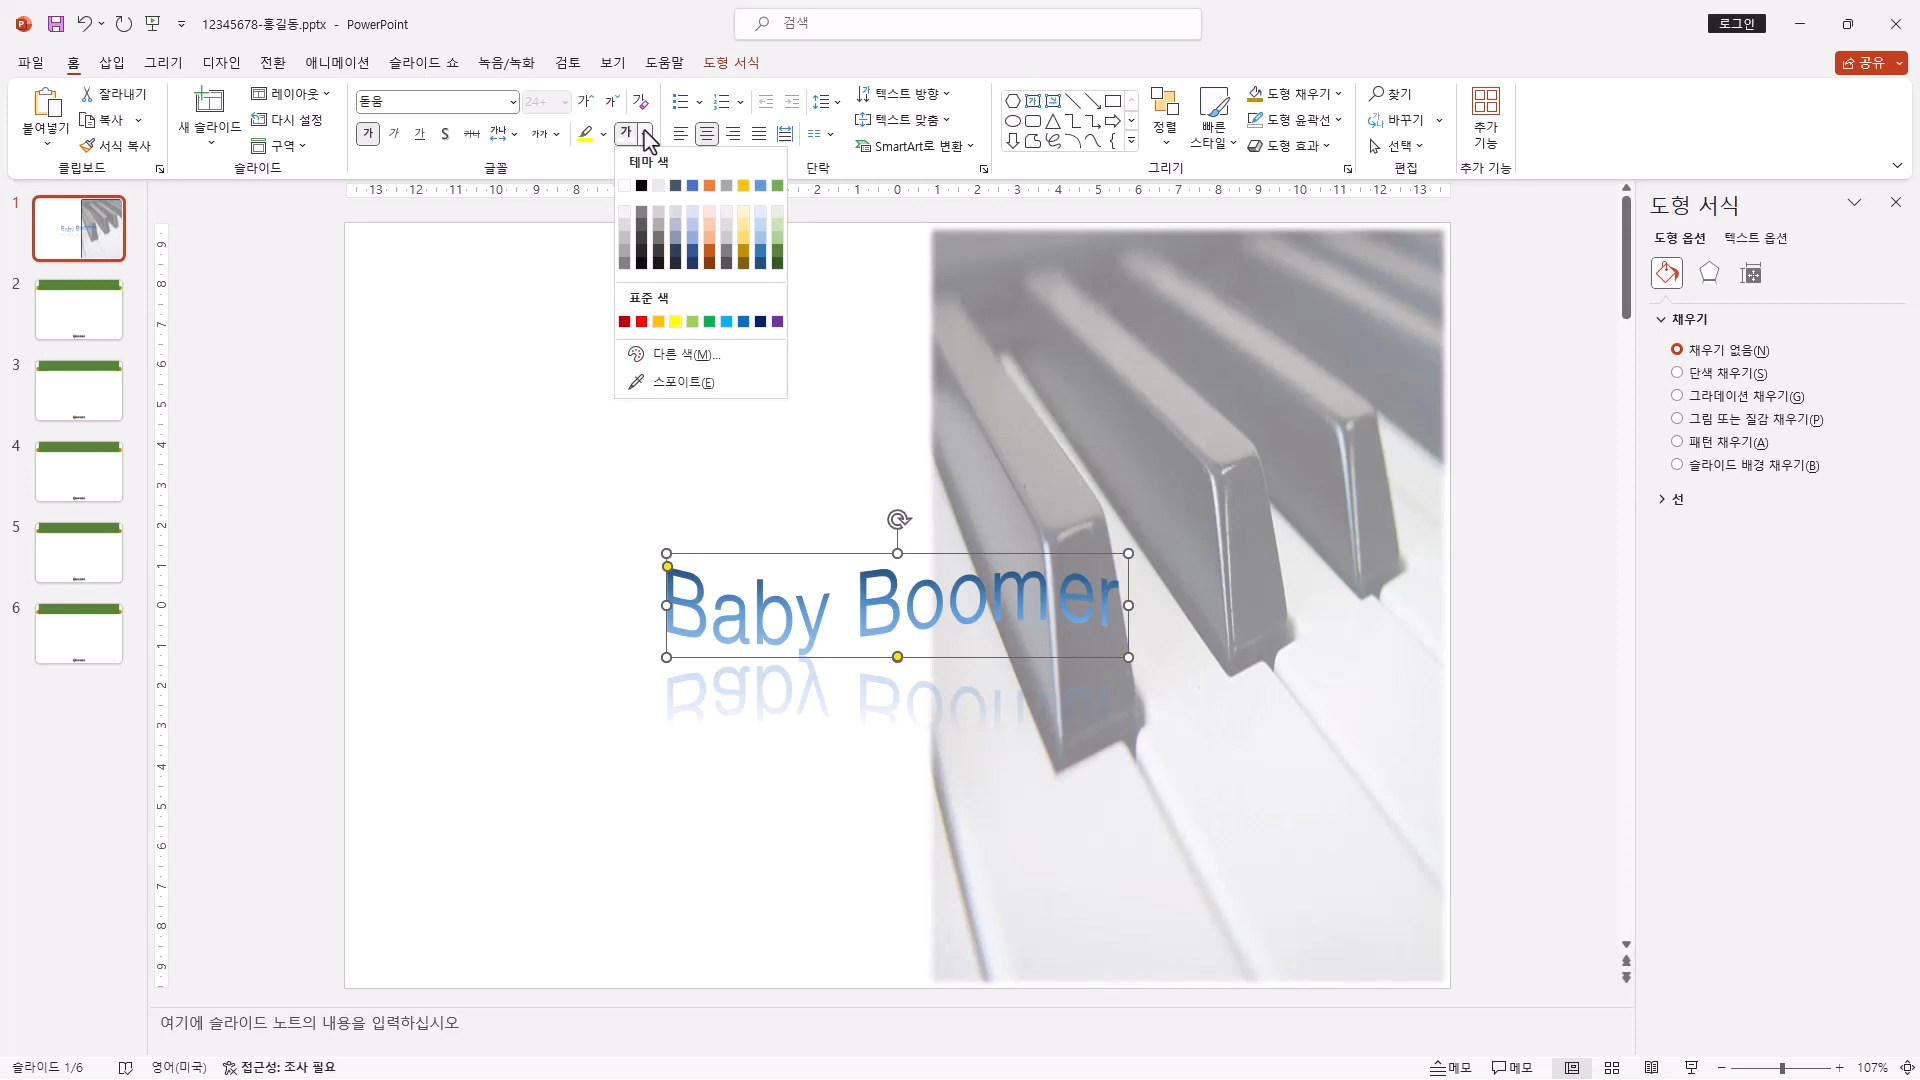 12345678-홍길동.pptx - PowerPoint
검색
로그인
파일 홈 삽입 그리기 디자인 전환 애니메이션 슬라이드 쇼 녹음/녹화 검토 보기 도움말 도형 서식
공유
붙여넣기
잘라내기
복사
서식 복사
클립보드
새 슬라이드
레이아웃
다시 설정
구역
슬라이드
돋움
24+
글꼴
텍스트 방향
텍스트 맞춤
SmartArt로 변환
단락
정렬
빠른 스타일
도형 채우기
도형 윤곽선
도형 효과
그리기
찾기
바꾸기
선택
편집
추가 기능
추가 기능
테마 색
표준 색
다른 색(M)...
스포이트(E)
1
2
3
4
5
6
Baby Boomer
도형 서식
도형 옵션 텍스트 옵션
채우기
채우기 없음(N)
단색 채우기(S)
그라데이션 채우기(G)
그림 또는 질감 채우기(P)
패턴 채우기(A)
슬라이드 배경 채우기(B)
선
여기에 슬라이드 노트의 내용을 입력하십시오
슬라이드 1/6 영어(미국) 접근성: 조사 필요
메모 메모 107%